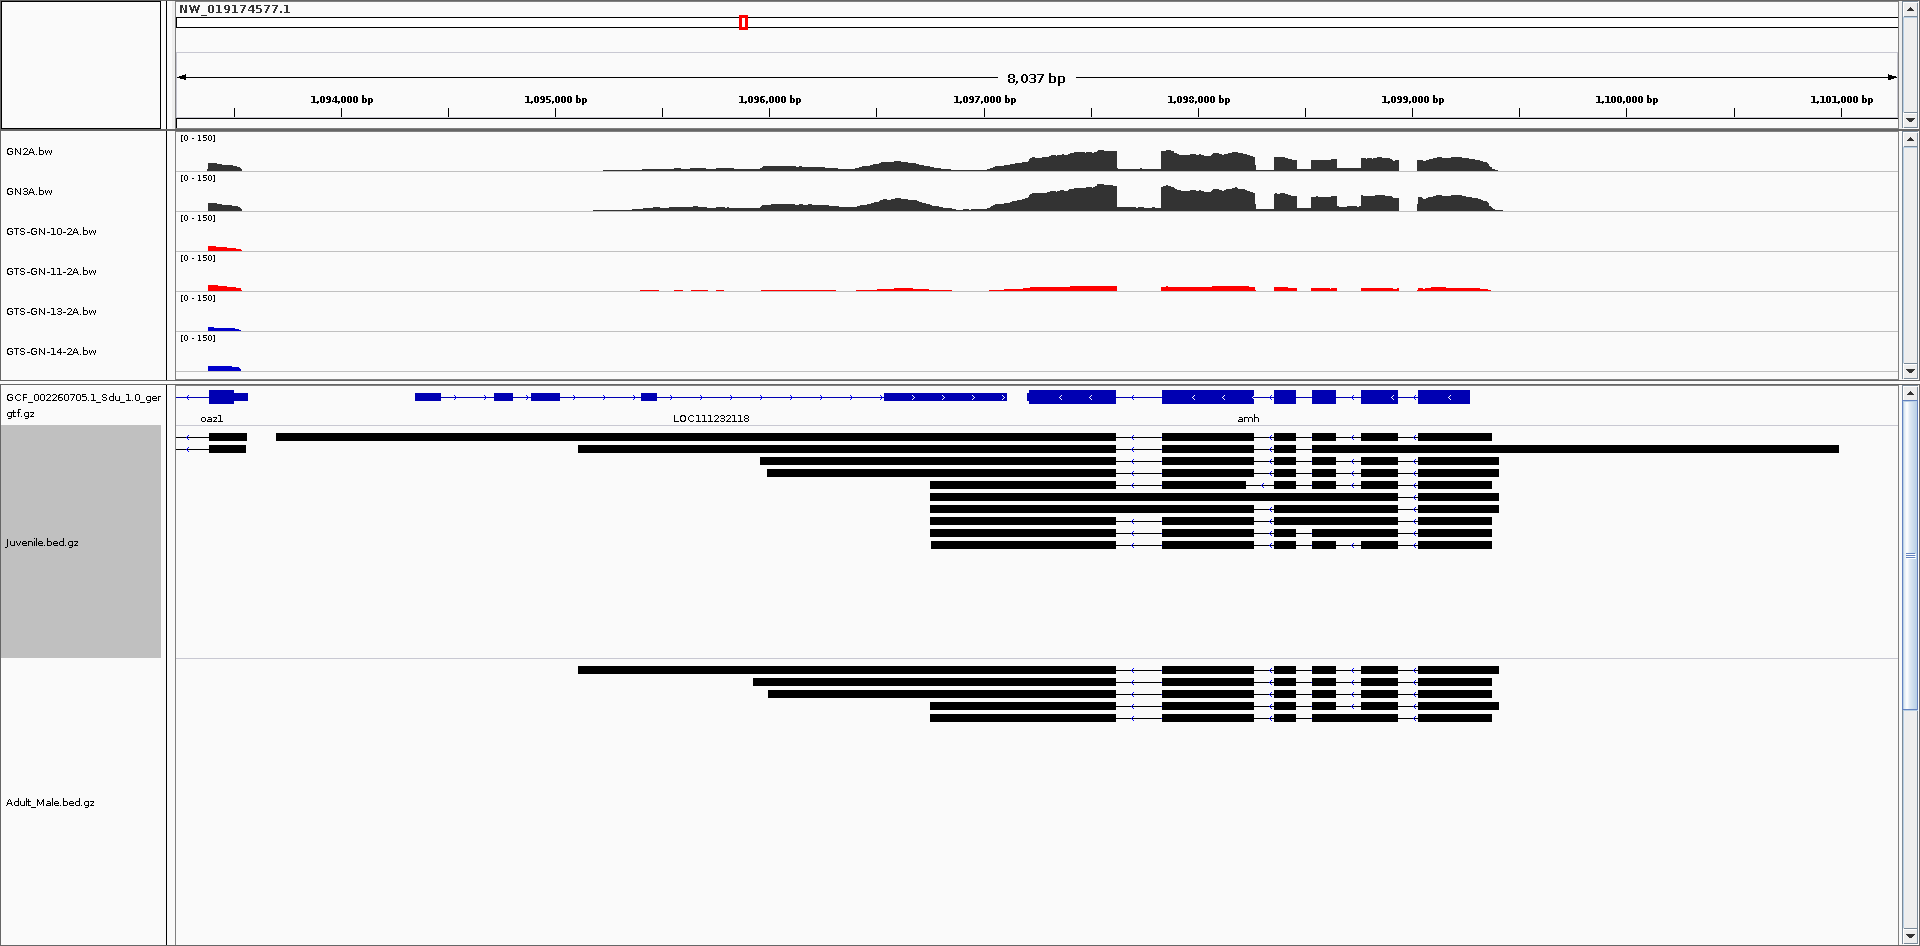 NW_019174577.1
8,037 bp
1,094,000 bp 1,095,000 bp 1,096,000 bp 1,097,000 bp 1,098,000 bp 1,099,000 bp 1,100,000 bp 1,101,000 bp
[0 - 150]
GN2A.bw
[0 - 150]
GN3A.bw
[0 - 150]
GTS-GN-10-2A.bw
[0 - 150]
GTS-GN-11-2A.bw
[0 - 150]
GTS-GN-13-2A.bw
[0 - 150]
GTS-GN-14-2A.bw
GCF_002260705.1_Sdu_1.0_ger
gtf.gz
oaz1 LOC111232118 amh
Juvenile.bed.gz
Adult_Male.bed.gz